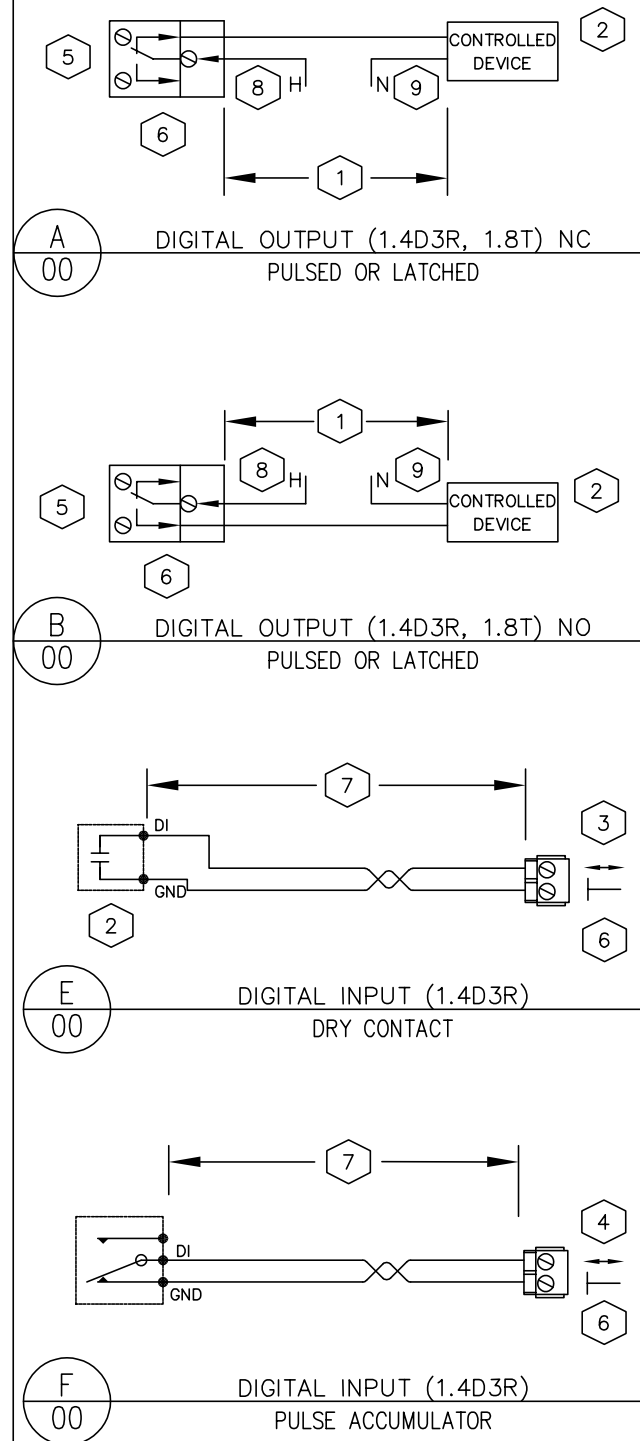 5
6
8
H
N
9
CONTROLLED
DEVICE
2
1
A
00
DIGITAL OUTPUT (1.4D3R, 1.8T) NC
PULSED OR LATCHED
1
5
6
8
H
N
9
CONTROLLED
DEVICE
2
B
00
DIGITAL OUTPUT (1.4D3R, 1.8T) NO
PULSED OR LATCHED
7
DI
GND
2
3
6
E
00
DIGITAL INPUT (1.4D3R)
DRY CONTACT
7
DI
GND
4
6
F
00
DIGITAL INPUT (1.4D3R)
PULSE ACCUMULATOR